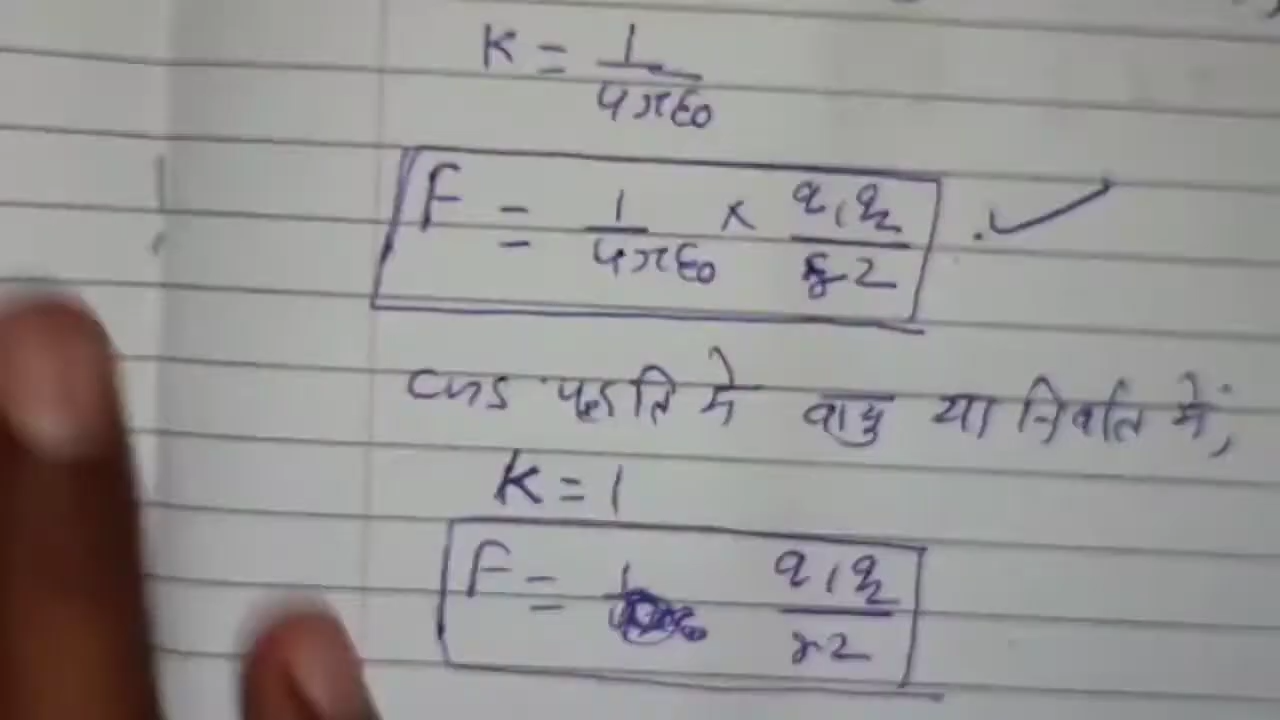 K = 1/4πε0
F = 1/4πε0 × q1q2/r2
CGS पद्धति में वायु या निर्वात में,
K = 1
F = q1q2/r2